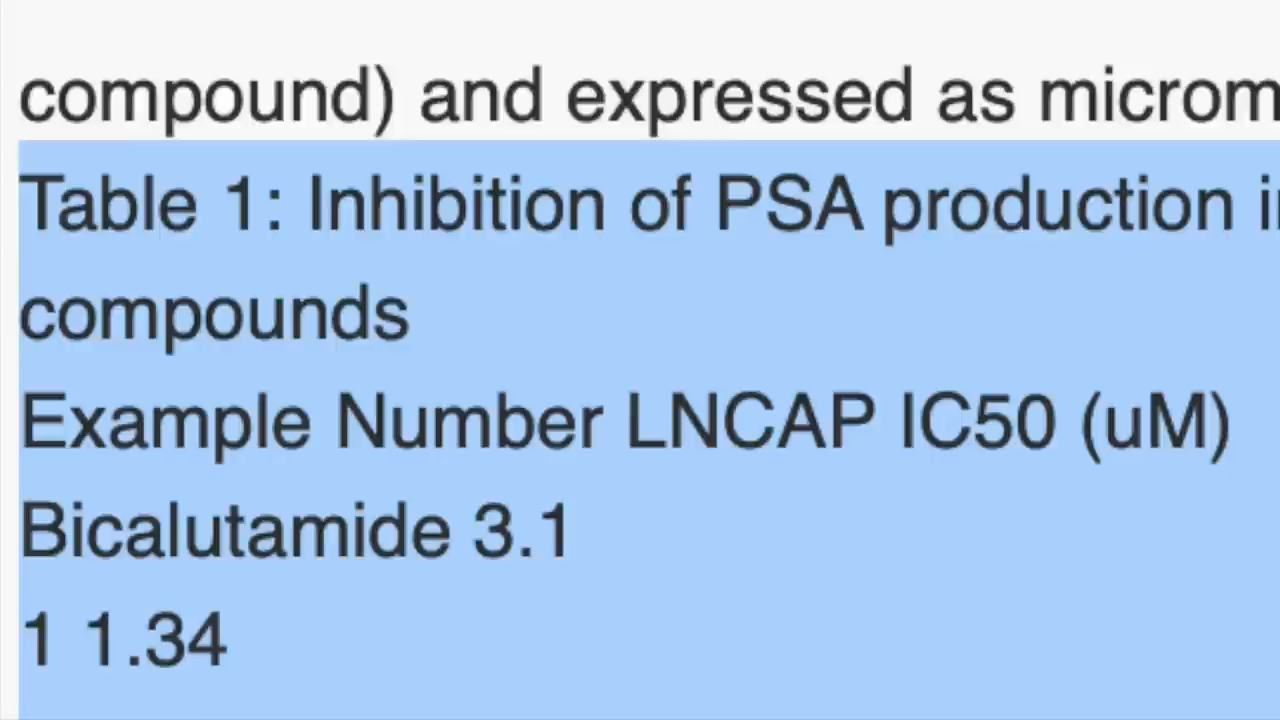 compound) and expressed as
Table 1: Inhibition of PSA production
compounds
Example Number LNCAP IC50 (uM)
Bicalutamide 3.1
1 1.34